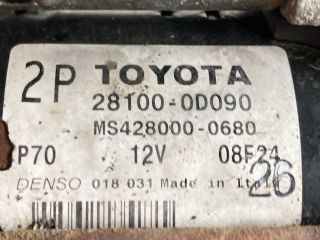 2P TOYOTA
28100-0D090
MS428000-0680
P70 12V 08F24
26
DENSO 018 031 Made in Italy